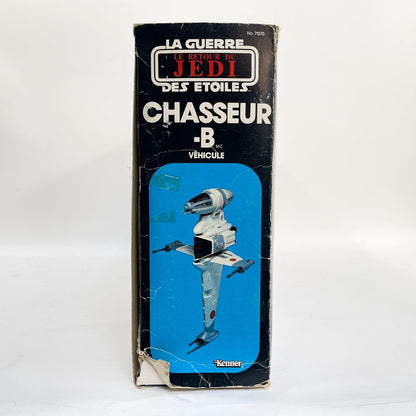 No. 71370
LA GUERRE
LE RETOUR DU
JEDI
DES ETOILES
CHASSEUR
-B MC
VÉHICULE
Kenner